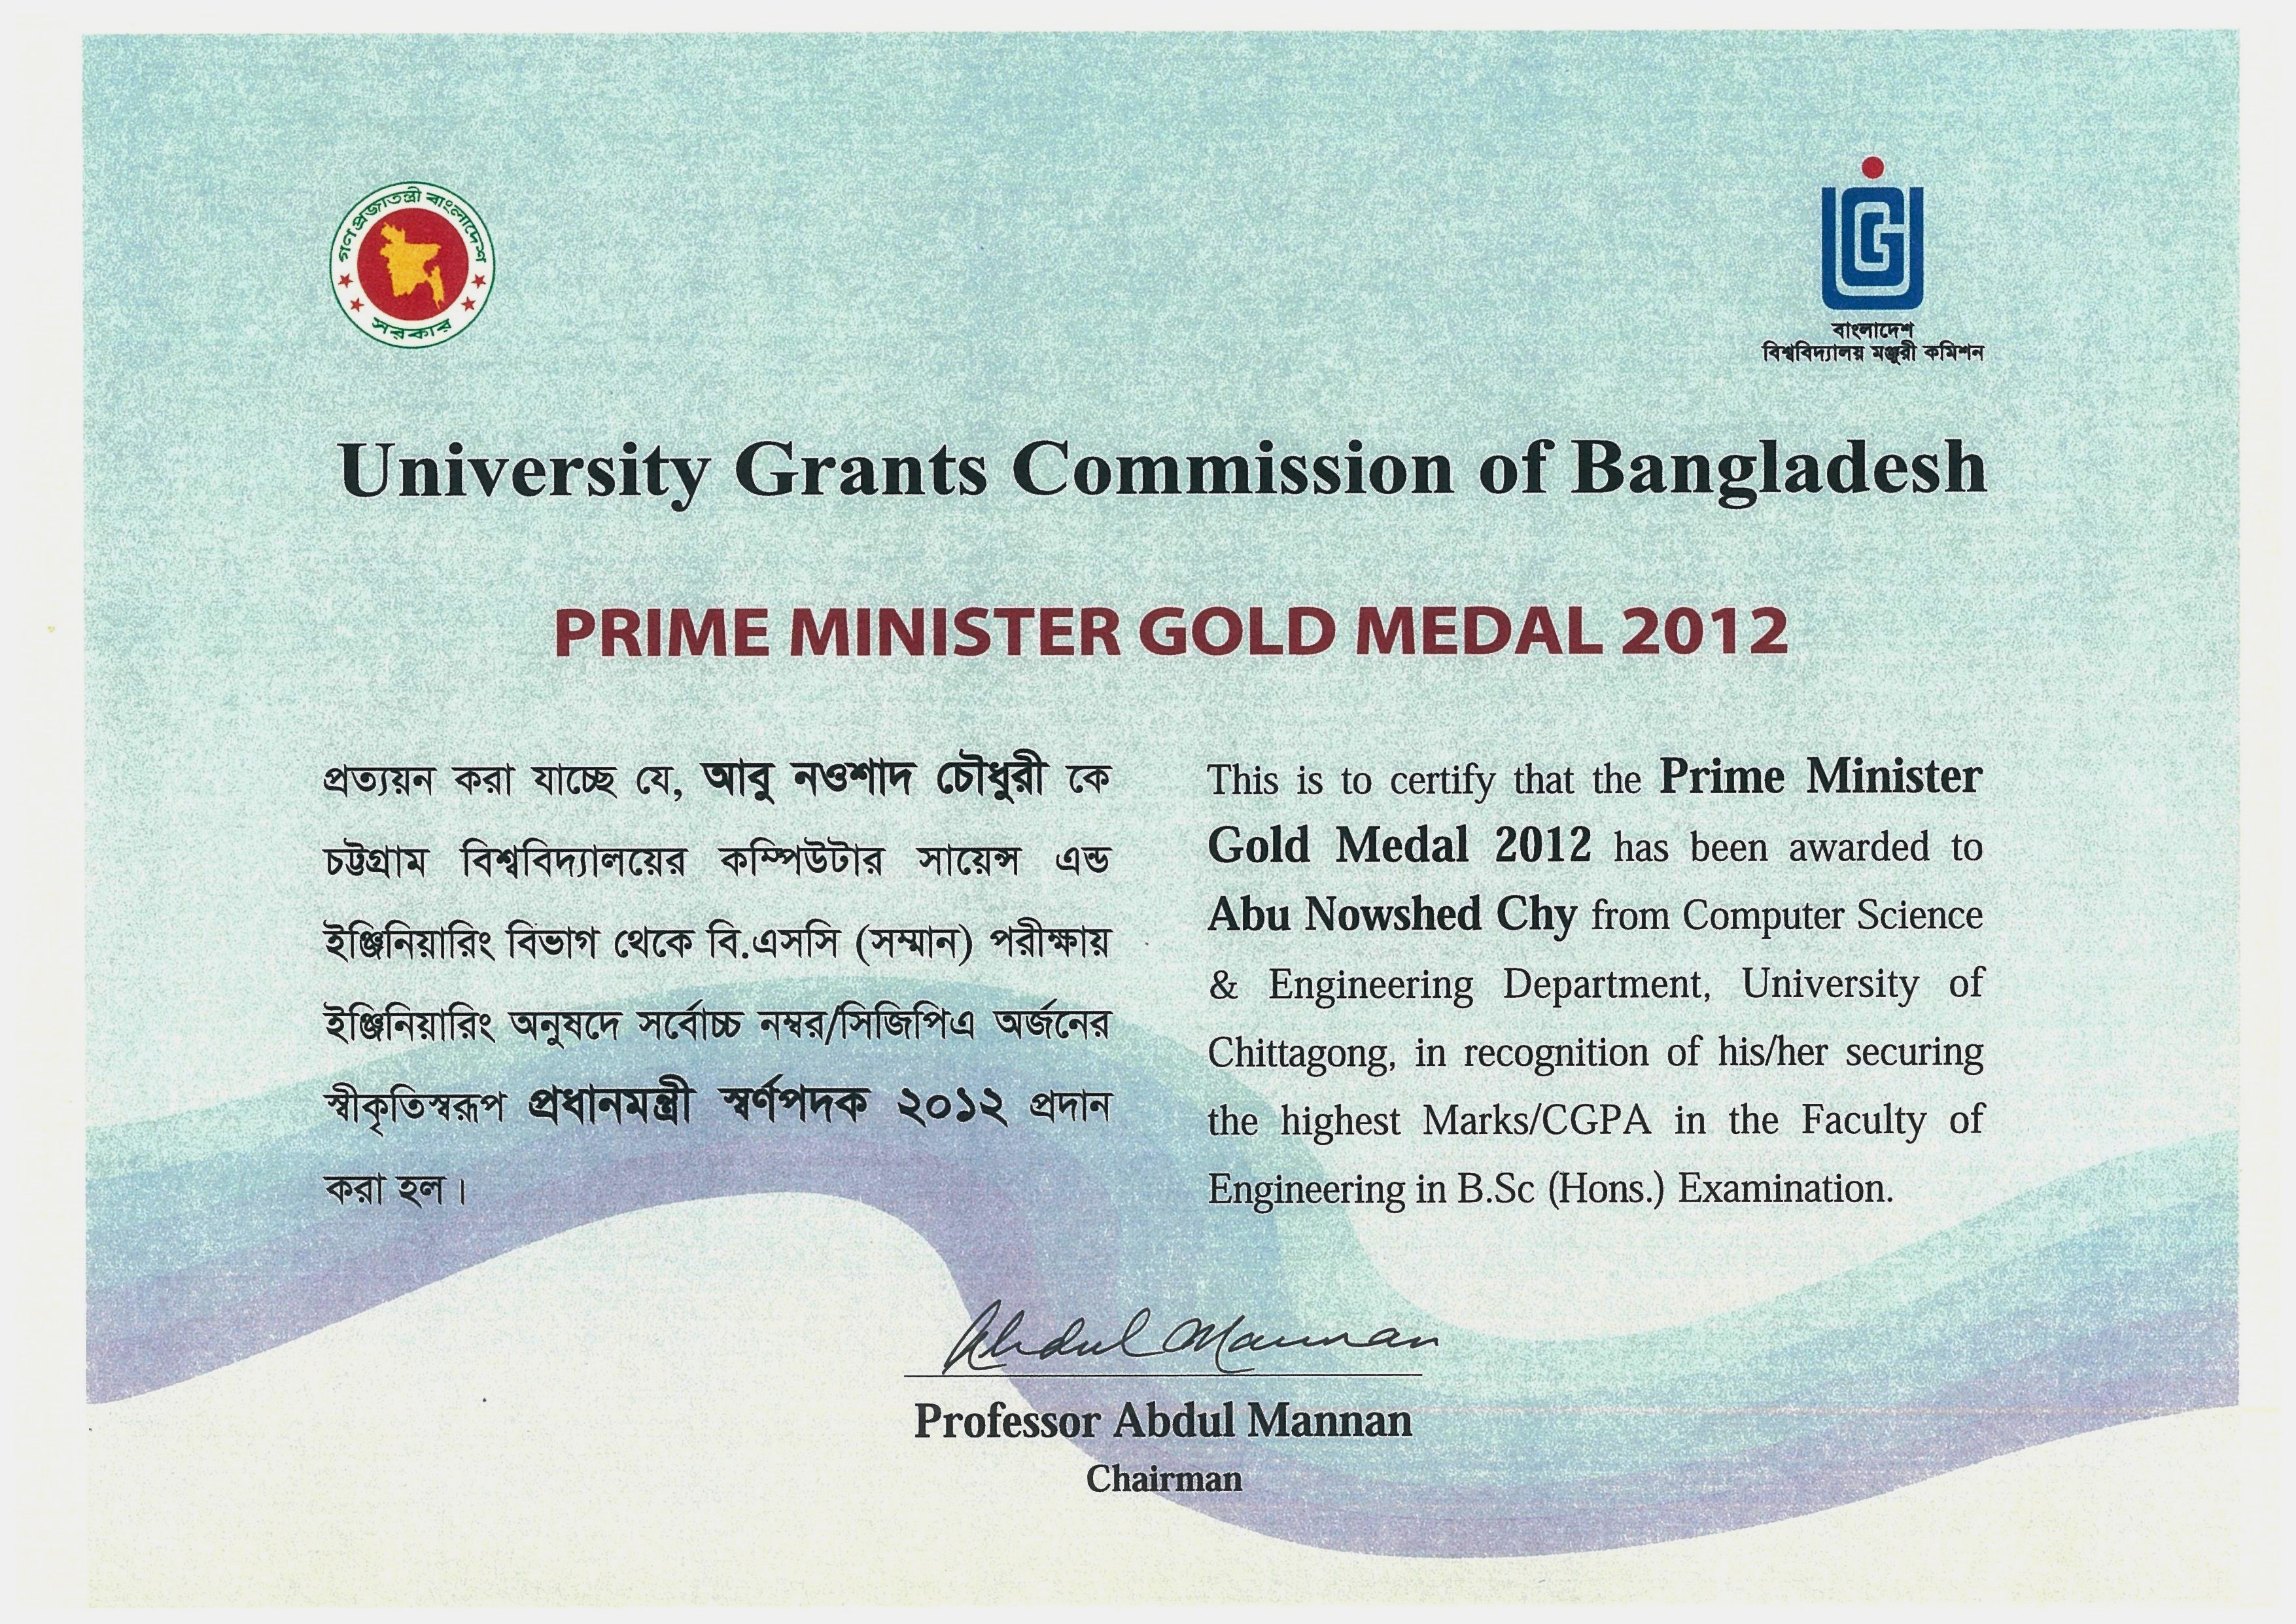 গণপ্রজাতন্ত্রী বাংলাদেশ
সরকার
UGC
বাংলাদেশ
বিশ্ববিদ্যালয় মঞ্জুরী কমিশন
University Grants Commission of Bangladesh
PRIME MINISTER GOLD MEDAL 2012
প্রত্যয়ন করা যাচ্ছে যে, আবু নওশাদ চৌধুরী কে
চট্টগ্রাম বিশ্ববিদ্যালয়ের কম্পিউটার সায়েন্স এন্ড
ইঞ্জিনিয়ারিং বিভাগ থেকে বি.এসসি (সম্মান) পরীক্ষায়
ইঞ্জিনিয়ারিং অনুষদে সর্বোচ্চ নম্বর/সিজিপিএ অর্জনের
স্বীকৃতিস্বরূপ প্রধানমন্ত্রী স্বর্ণপদক ২০১২ প্রদান
করা হল।
This is to certify that the Prime Minister
Gold Medal 2012 has been awarded to
Abu Nowshed Chy from Computer Science
& Engineering Department, University of
Chittagong, in recognition of his/her securing
the highest Marks/CGPA in the Faculty of
Engineering in B.Sc (Hons.) Examination.
Abdul Mannan
Professor Abdul Mannan
Chairman